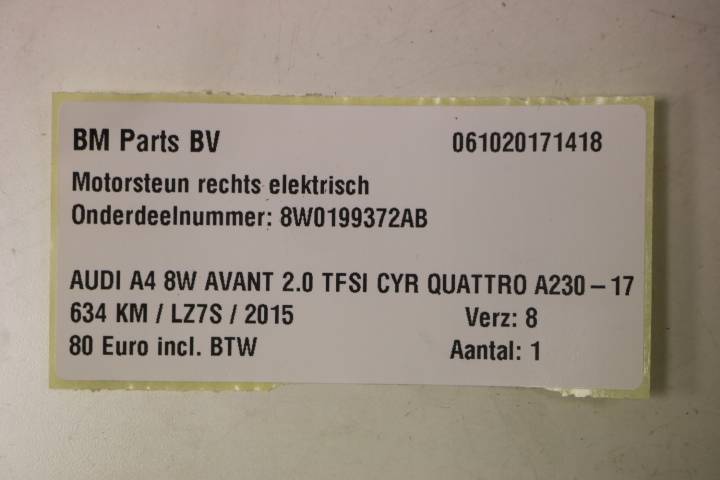 BM Parts BV 061020171418
Motorsteun rechts elektrisch
Onderdeelnummer: 8W0199372AB
AUDI A4 8W AVANT 2.0 TFSI CYR QUATTRO A230 – 17
634 KM / LZ7S / 2015 Verz: 8
80 Euro incl. BTW Aantal: 1